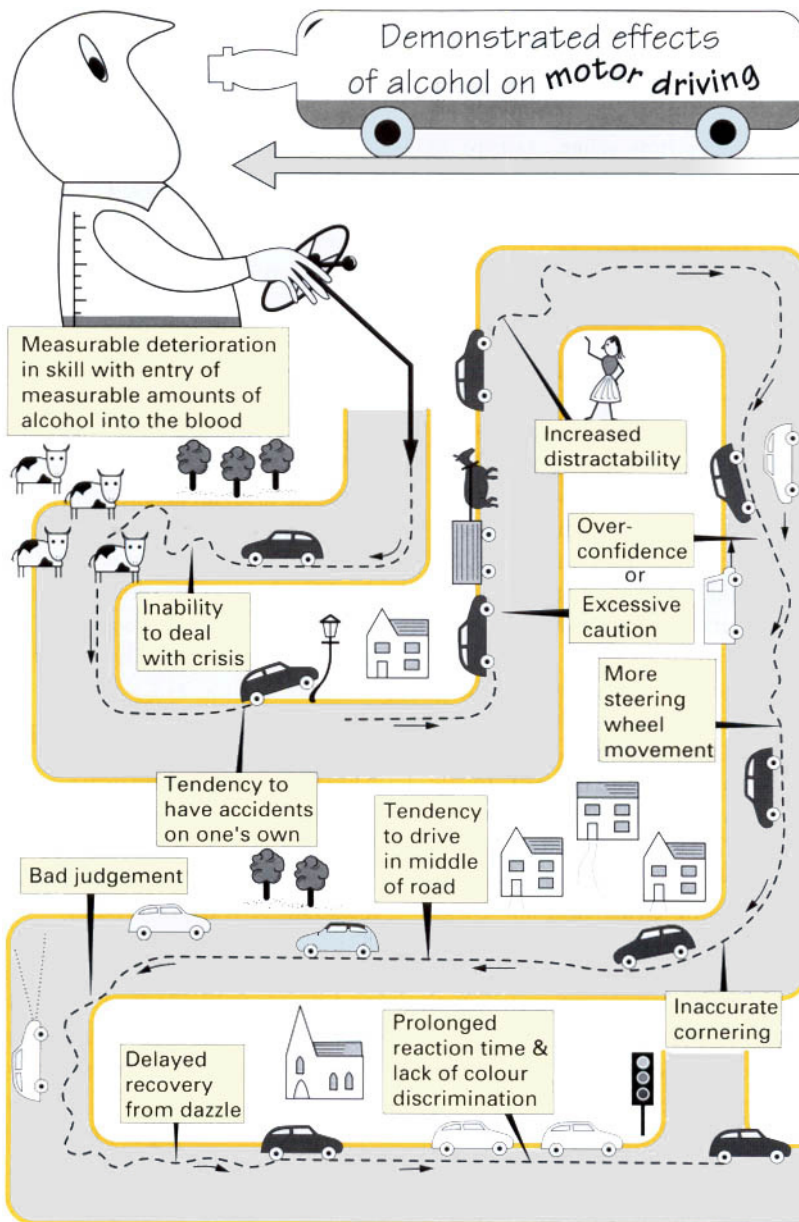 Demonstrated effects
of alcohol on motor driving
Measurable deterioration
in skill with entry of
measurable amounts of
alcohol into the blood
Increased
distractability
Over-
confidence
or
Excessive
caution
Inability
to deal
with crisis
More
steering
wheel
movement
Tendency to
have accidents
on one's own
Tendency
to drive
in middle
of road
Bad judgement
Inaccurate
cornering
Prolonged
reaction time &
lack of colour
discrimination
Delayed
recovery
from dazzle